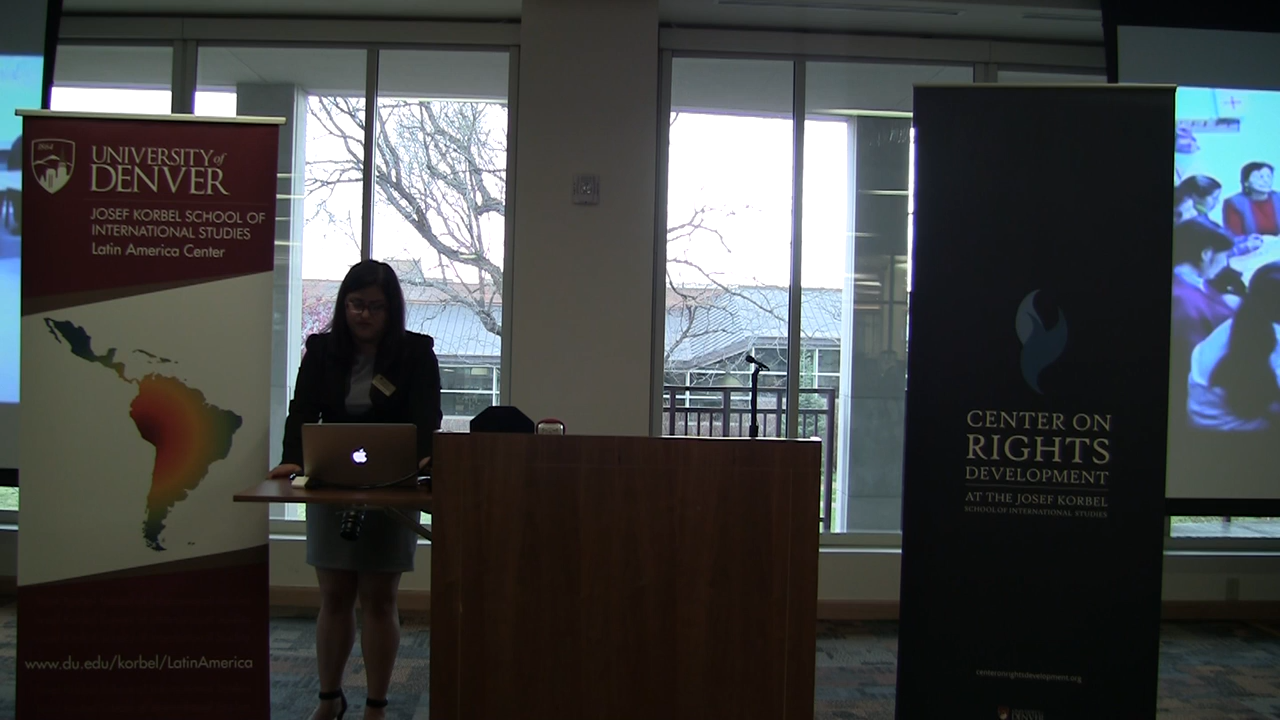 1864
UNIVERSITY of
DENVER
JOSEF KORBEL SCHOOL OF
INTERNATIONAL STUDIES
Latin America Center
www.du.edu/korbel/LatinAmerica
CENTER ON
RIGHTS
DEVELOPMENT
AT THE JOSEF KORBEL
SCHOOL OF INTERNATIONAL STUDIES
centeronrightsdevelopment.org